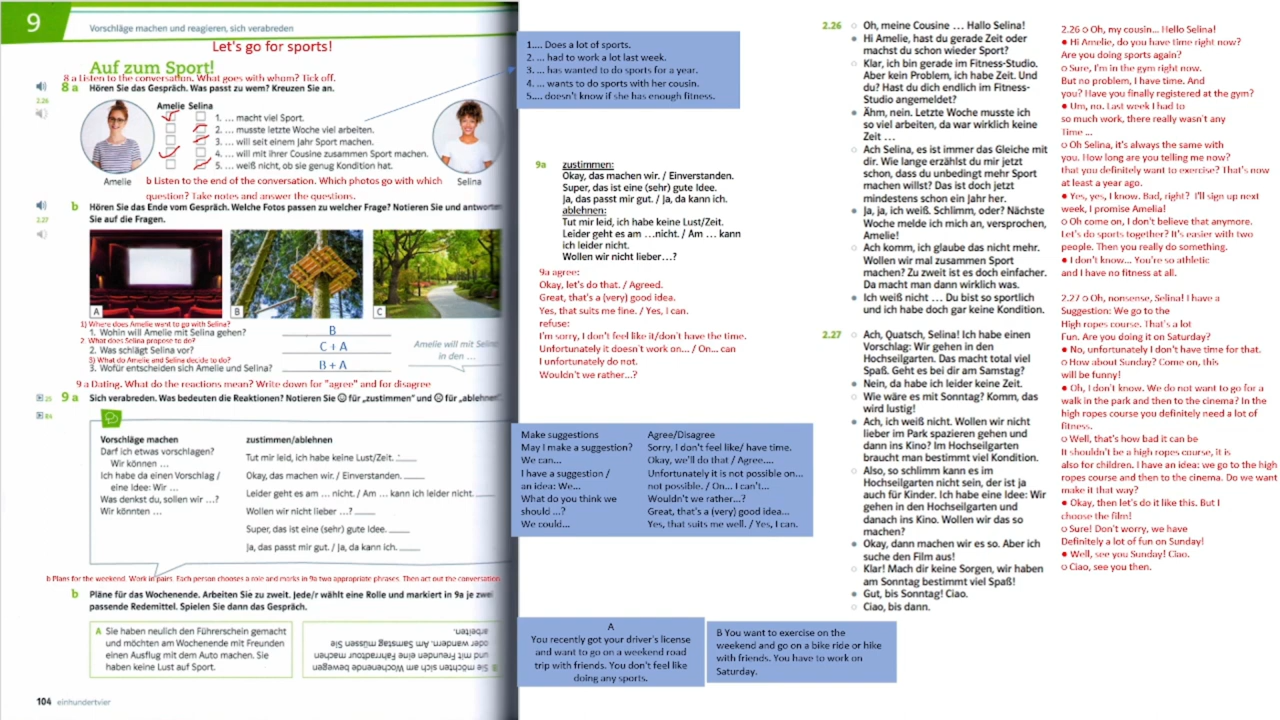 9
Vorschläge machen und reagieren, sich verabreden
Let's go for sports!
Auf zum Sport!
8 a Listen to the conversation. What goes with whom? Tick off.
8 a
Hören Sie das Gespräch. Was passt zu wem? Kreuzen Sie an.
2.26
Amelie Selina
1. ... macht viel Sport.
2. ... musste letzte Woche viel arbeiten.
3. ... will seit einem Jahr Sport machen.
4. ... will mit ihrer Cousine zusammen Sport machen.
5. ... weiß nicht, ob sie genug Kondition hat.
Amelie
Selina
b Listen to the end of the conversation. Which photos go with which
question? Take notes and answer the questions.
b
Hören Sie das Ende vom Gespräch. Welche Fotos passen zu welcher Frage? Notieren Sie und antworten
Sie auf die Fragen.
2.27
A
B
C
1) Where does Amelie want to go with Selina?
1. Wohin will Amelie mit Selina gehen?
B
2. What does Selina propose to do?
2. Was schlägt Selina vor?
C + A
3) What do Amelie and Selina decide to do?
3. Wofür entscheiden sich Amelie und Selina?
B + A
Amelie will mit Selina
in den ...
9 a Dating. What do the reactions mean? Write down for "agree" and for disagree
25
86
9 a
Sich verabreden. Was bedeuten die Reaktionen? Notieren Sie ☺ für „zustimmen" und ☹ für „ablehnen".
Vorschläge machen
Darf ich etwas vorschlagen?
Wir können ...
Ich habe da einen Vorschlag /
eine Idee: Wir ...
Was denkst du, sollen wir ...?
Wir könnten ...
zustimmen/ablehnen
Tut mir leid, ich habe keine Lust/Zeit.
Okay, das machen wir. / Einverstanden.
Leider geht es am ... nicht. / Am ... kann ich leider nicht.
Wollen wir nicht lieber ...?
Super, das ist eine (sehr) gute Idee.
Ja, das passt mir gut. / Ja, da kann ich.
b Plans for the weekend. Work in pairs. Each person chooses a role and marks in 9a two appropriate phrases. Then act out the conversation
b
Pläne für das Wochenende. Arbeiten Sie zu zweit. Jede/r wählt eine Rolle und markiert in 9a je zwei
passende Redemittel. Spielen Sie dann das Gespräch.
A Sie haben neulich den Führerschein gemacht
und möchten am Wochenende mit Freunden
einen Ausflug mit dem Auto machen. Sie
haben keine Lust auf Sport.
B Sie möchten sich am Wochenende bewegen
und mit Freunden eine Fahrradtour machen
oder wandern. Am Samstag müssen Sie
arbeiten.
104 einhundertvier
1.... Does a lot of sports.
2. ... had to work a lot last week.
3. ... has wanted to do sports for a year.
4. ... wants to do sports with her cousin.
5.... doesn't know if she has enough fitness.
9a
zustimmen:
Okay, das machen wir. / Einverstanden.
Super, das ist eine (sehr) gute Idee.
Ja, das passt mir gut. / Ja, da kann ich.
ablehnen:
Tut mir leid, ich habe keine Lust/Zeit.
Leider geht es am ...nicht. / Am ... kann
ich leider nicht.
Wollen wir nicht lieber...?
9a agree:
Okay, let's do that. / Agreed.
Great, that's a (very) good idea.
Yes, that suits me fine. / Yes, I can.
refuse:
I'm sorry, I don't feel like it/don't have the time.
Unfortunately it doesn't work on... / On... can
I unfortunately do not.
Wouldn't we rather...?
Make suggestions
May I make a suggestion?
We can...
I have a suggestion /
an idea: We...
What do you think we
should ...?
We could...
Agree/Disagree
Sorry, I don't feel like/ have time.
Okay, we'll do that / Agree....
Unfortunately it is not possible on...
not possible. / On... I can't...
Wouldn't we rather...?
Great, that's a (very) good idea...
Yes, that suits me well. / Yes, I can.
A
You recently got your driver's license
and want to go on a weekend road
trip with friends. You don't feel like
doing any sports.
B You want to exercise on the
weekend and go on a bike ride or hike
with friends. You have to work on
Saturday.
2.26 ○ Oh, meine Cousine ... Hallo Selina!
● Hi Amelie, hast du gerade Zeit oder
machst du schon wieder Sport?
○ Klar, ich bin gerade im Fitness-Studio.
Aber kein Problem, ich habe Zeit. Und
du? Hast du dich endlich im Fitness-
Studio angemeldet?
● Ähm, nein. Letzte Woche musste ich
so viel arbeiten, da war wirklich keine
Zeit ...
○ Ach Selina, es ist immer das Gleiche mit
dir. Wie lange erzählst du mir jetzt
schon, dass du unbedingt mehr Sport
machen willst? Das ist doch jetzt
mindestens schon ein Jahr her.
● Ja, ja, ich weiß. Schlimm, oder? Nächste
Woche melde ich mich an, versprochen,
Amelie!
○ Ach komm, ich glaube das nicht mehr.
Wollen wir mal zusammen Sport
machen? Zu zweit ist es doch einfacher.
Da macht man dann wirklich was.
● Ich weiß nicht ... Du bist so sportlich
und ich habe doch gar keine Kondition.
2.27 ○ Ach, Quatsch, Selina! Ich habe einen
Vorschlag: Wir gehen in den
Hochseilgarten. Das macht total viel
Spaß. Geht es bei dir am Samstag?
● Nein, da habe ich leider keine Zeit.
○ Wie wäre es mit Sonntag? Komm, das
wird lustig!
● Ach, ich weiß nicht. Wollen wir nicht
lieber im Park spazieren gehen und
dann ins Kino? Im Hochseilgarten
braucht man bestimmt viel Kondition.
○ Also, so schlimm kann es im
Hochseilgarten nicht sein, der ist ja
auch für Kinder. Ich habe eine Idee: Wir
gehen in den Hochseilgarten und
danach ins Kino. Wollen wir das so
machen?
● Okay, dann machen wir es so. Aber ich
suche den Film aus!
○ Klar! Mach dir keine Sorgen, wir haben
am Sonntag bestimmt viel Spaß!
● Gut, bis Sonntag! Ciao.
○ Ciao, bis dann.
2.26 o Oh, my cousin... Hello Selina!
● Hi Amelie, do you have time right now?
Are you doing sports again?
o Sure, I'm in the gym right now.
But no problem, I have time. And
you? Have you finally registered at the gym?
● Um, no. Last week I had to
so much work, there really wasn't any
Time ...
o Oh Selina, it's always the same with
you. How long are you telling me now?
that you definitely want to exercise? That's now
at least a year ago.
● Yes, yes, I know. Bad, right? I'll sign up next
week, I promise Amelia!
o Oh come on, I don't believe that anymore.
Let's do sports together? It's easier with two
people. Then you really do something.
● I don't know... You're so athletic
and I have no fitness at all.
2.27 o Oh, nonsense, Selina! I have a
Suggestion: We go to the
High ropes course. That's a lot
Fun. Are you doing it on Saturday?
● No, unfortunately I don't have time for that.
o How about Sunday? Come on, this
will be funny!
● Oh, I don't know. We do not want to go for a
walk in the park and then to the cinema? In the
high ropes course you definitely need a lot of
fitness.
o Well, that's how bad it can be
It shouldn't be a high ropes course, it is
also for children. I have an idea: we go to the high
ropes course and then to the cinema. Do we want
make it that way?
● Okay, then let's do it like this. But I
choose the film!
o Sure! Don't worry, we have
Definitely a lot of fun on Sunday!
● Well, see you Sunday! Ciao.
o Ciao, see you then.